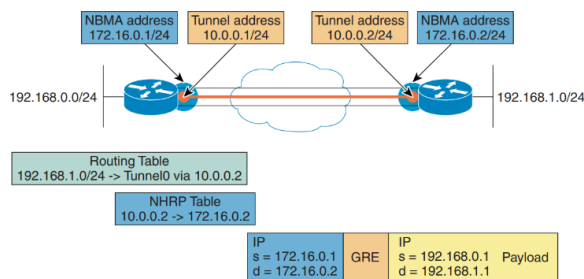 NBMA address
172.16.0.1/24
Tunnel address
10.0.0.1/24
Tunnel address
10.0.0.2/24
NBMA address
172.16.0.2/24
192.168.0.0/24
192.168.1.0/24
Routing Table
192.168.1.0/24 -> Tunnel0 via 10.0.0.2
NHRP Table
10.0.0.2 -> 172.16.0.2
IP
s = 172.16.0.1
d = 172.16.0.2
GRE
IP
s = 192.168.0.1
d = 192.168.1.1
Payload